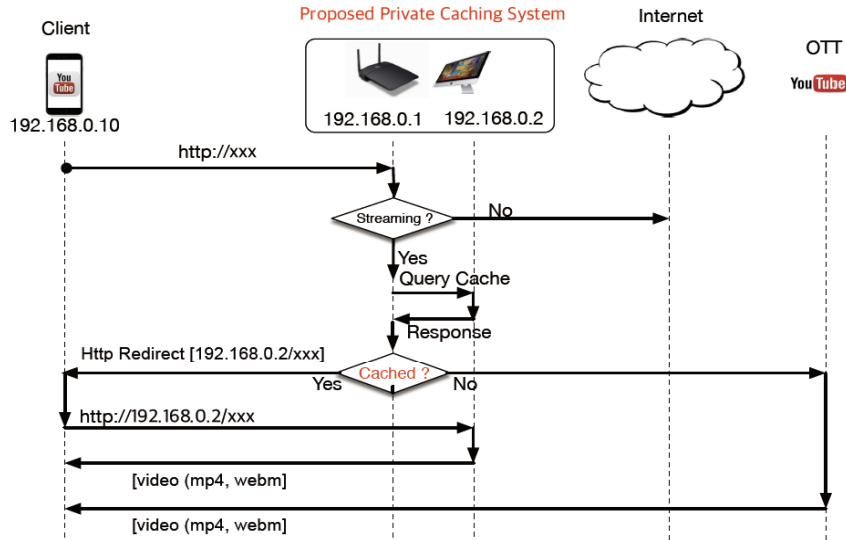 Proposed Private Caching System
Internet
Client
OTT
You Tube
YouTube
192.168.0.10
192.168.0.1
192.168.0.2
http://xxx
Streaming ?
No
Yes
Query Cache
Response
Http Redirect [192.168.0.2/xxx]
Cached ?
Yes
No
http://192.168.0.2/xxx
[video (mp4, webm]
[video (mp4, webm]